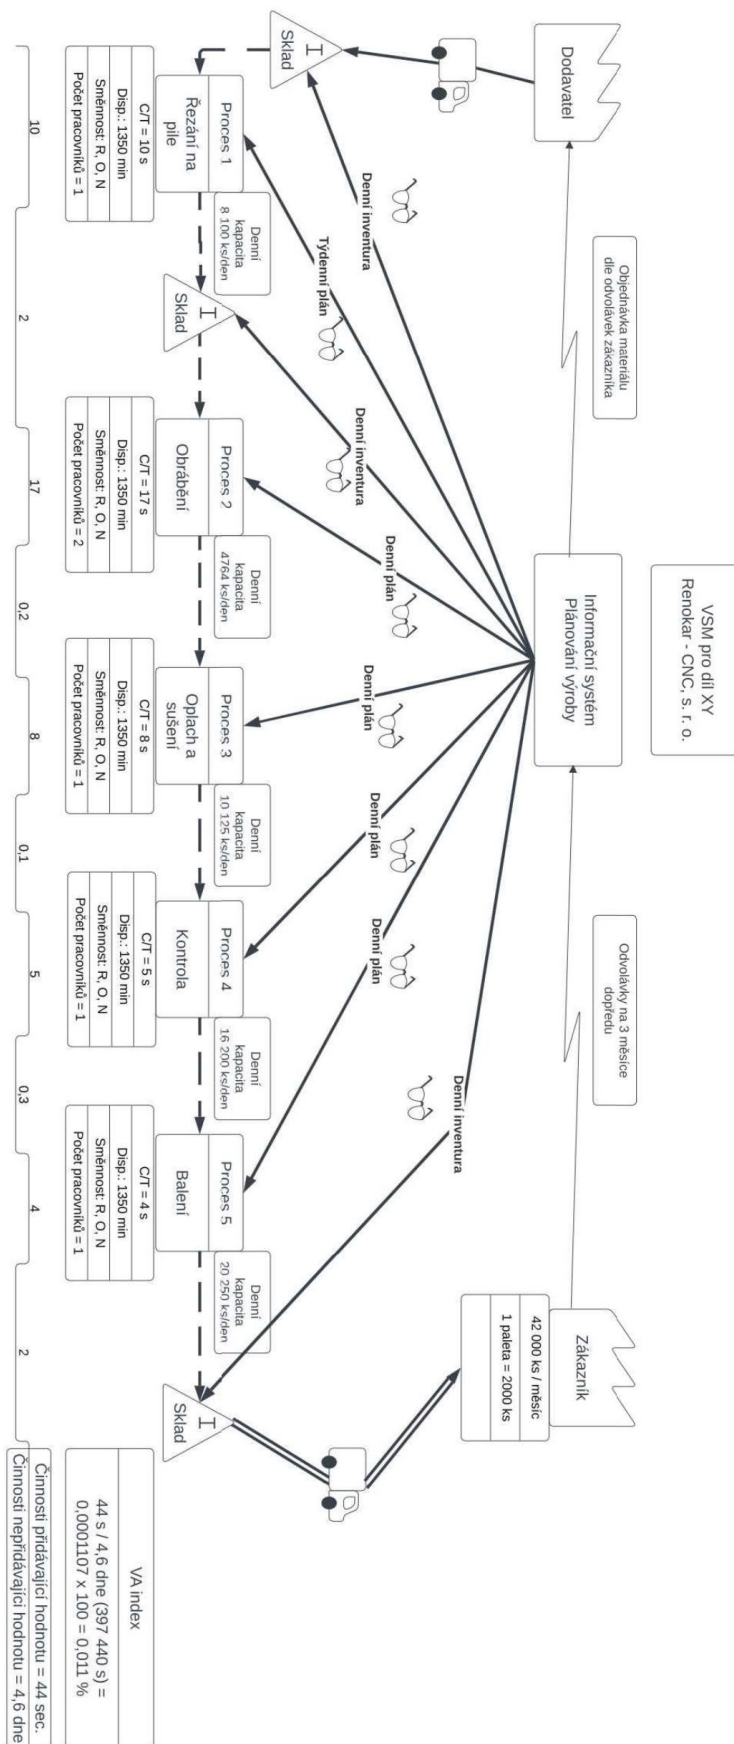 VSM pro díl XY
Renokar - CNC, s. r. o.
Dodavatel
Objednávka materiálu
dle odvolávek zákazníka
Informační systém
Plánování výroby
Odvolávky na 3 měsíce
dopředu
Zákazník
42 000 ks / měsíc
1 paleta = 2000 ks
Denní inventura
Týdenní plán
Denní inventura
Denní plán
Denní plán
Denní plán
Denní plán
Denní inventura
I
Sklad
Proces 1
Řezání na
pile
Denní
kapacita
8 100 ks/den
C/T = 10 s
Disp.: 1350 min
Směnnost: R, O, N
Počet pracovníků = 1
I
Sklad
Proces 2
Obrábění
Denní
kapacita
4764 ks/den
C/T = 17 s
Disp.: 1350 min
Směnnost: R, O, N
Počet pracovníků = 2
Proces 3
Oplach a
sušení
Denní
kapacita
10 125 ks/den
C/T = 8 s
Disp.: 1350 min
Směnnost: R, O, N
Počet pracovníků = 1
Proces 4
Kontrola
Denní
kapacita
16 200 ks/den
C/T = 5 s
Disp.: 1350 min
Směnnost: R, O, N
Počet pracovníků = 1
Proces 5
Balení
Denní
kapacita
20 250 ks/den
C/T = 4 s
Disp.: 1350 min
Směnnost: R, O, N
Počet pracovníků = 1
I
Sklad
10
2
17
0,2
8
0,1
5
0,3
4
2
VA index
44 s / 4,6 dne (397 440 s) =
0,0001107 x 100 = 0,011 %
Činnosti přidávající hodnotu = 44 sec.
Činnosti nepřidávající hodnotu = 4,6 dne